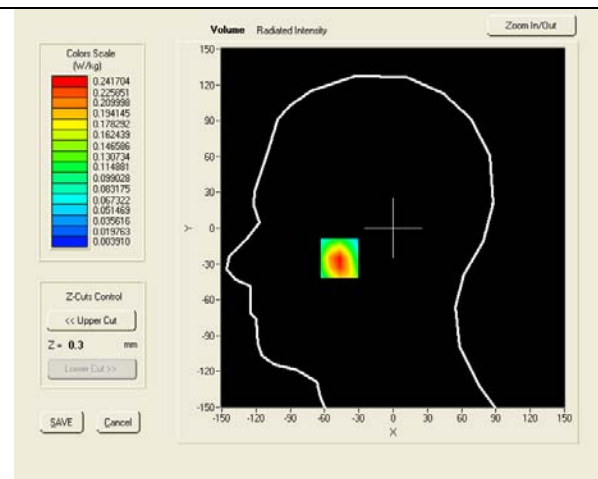 Volume Radiated Intensity
Zoom In/Out
Colors Scale
(W/kg)
0.241704
0.225851
0.209998
0.194145
0.178292
0.162439
0.146586
0.130734
0.114881
0.099028
0.083175
0.067322
0.051469
0.035616
0.019763
0.003910
Z-Cuts Control
<< Upper Cut
Z = 0.3 mm
Lower Cut >>
SAVE Cancel
150
120
90
60
30
Y 0
-30
-60
-90
-120
-150
-150 -120 -90 -60 -30 0 30 60 90 120 150
X